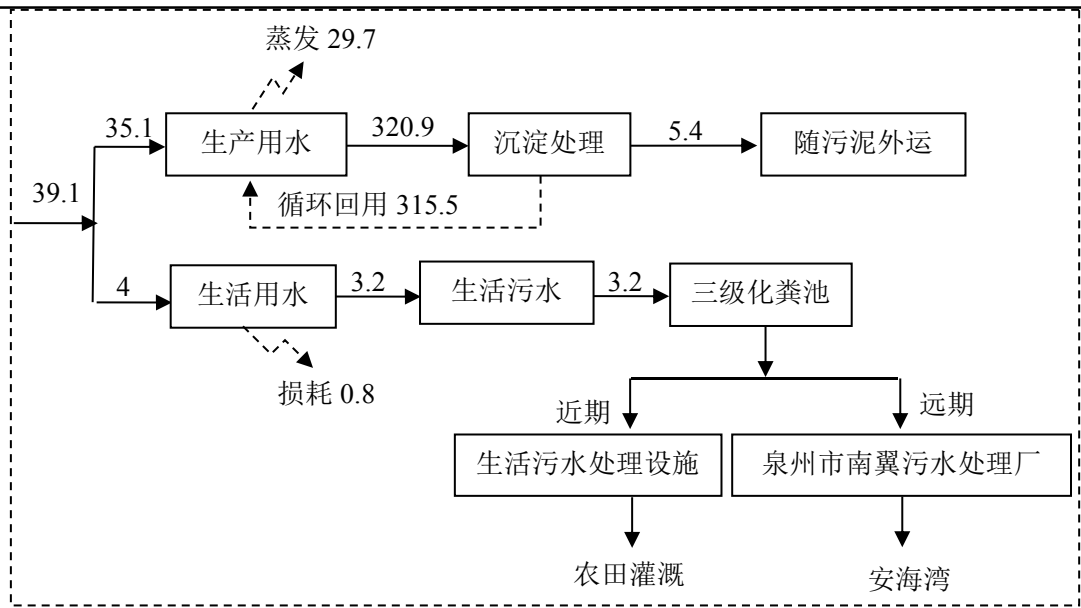 蒸发 29.7
35.1
生产用水
320.9
沉淀处理
5.4
随污泥外运
39.1
循环回用 315.5
4
生活用水
3.2
生活污水
3.2
三级化粪池
损耗 0.8
近期
远期
生活污水处理设施
泉州市南翼污水处理厂
农田灌溉
安海湾